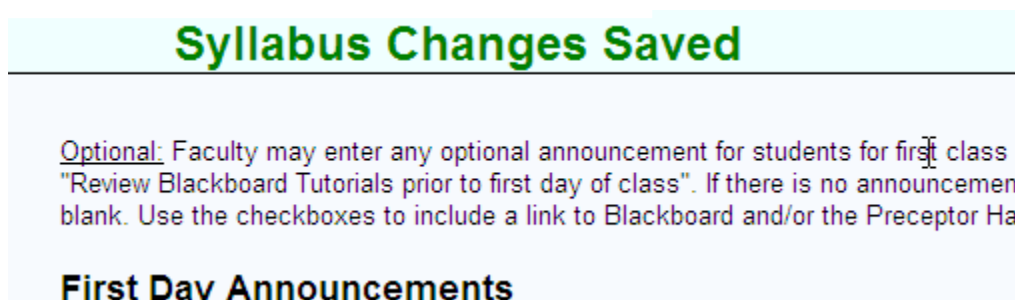 Syllabus Changes Saved
Optional: Faculty may enter any optional announcement for students for first class
"Review Blackboard Tutorials prior to first day of class". If there is no announcemen
blank. Use the checkboxes to include a link to Blackboard and/or the Preceptor Ha
First Day Announcements